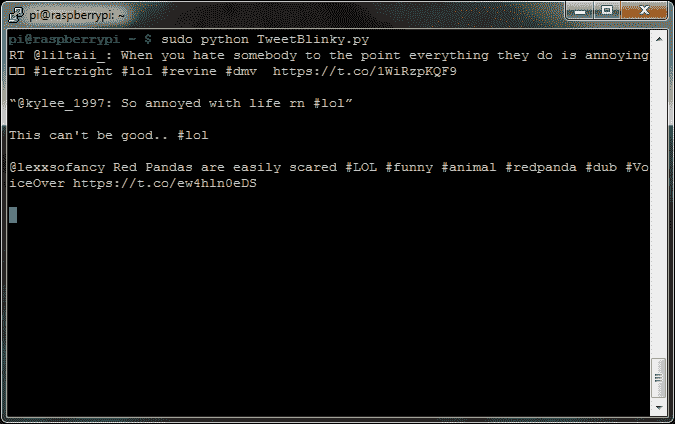 pi@raspberrypi: ~
pi@raspberrypi ~ $ sudo python TweetBlinky.py
RT @liltaii_: When you hate somebody to the point everything they do is annoying
#leftright #lol #revine #dmv  https://t.co/1WiRzpKQF9
“@kylee_1997: So annoyed with life rn #lol”
This can't be good.. #lol
@lexxsofancy Red Pandas are easily scared #LOL #funny #animal #redpanda #dub #Vo
iceOver https://t.co/ew4hln0eDS